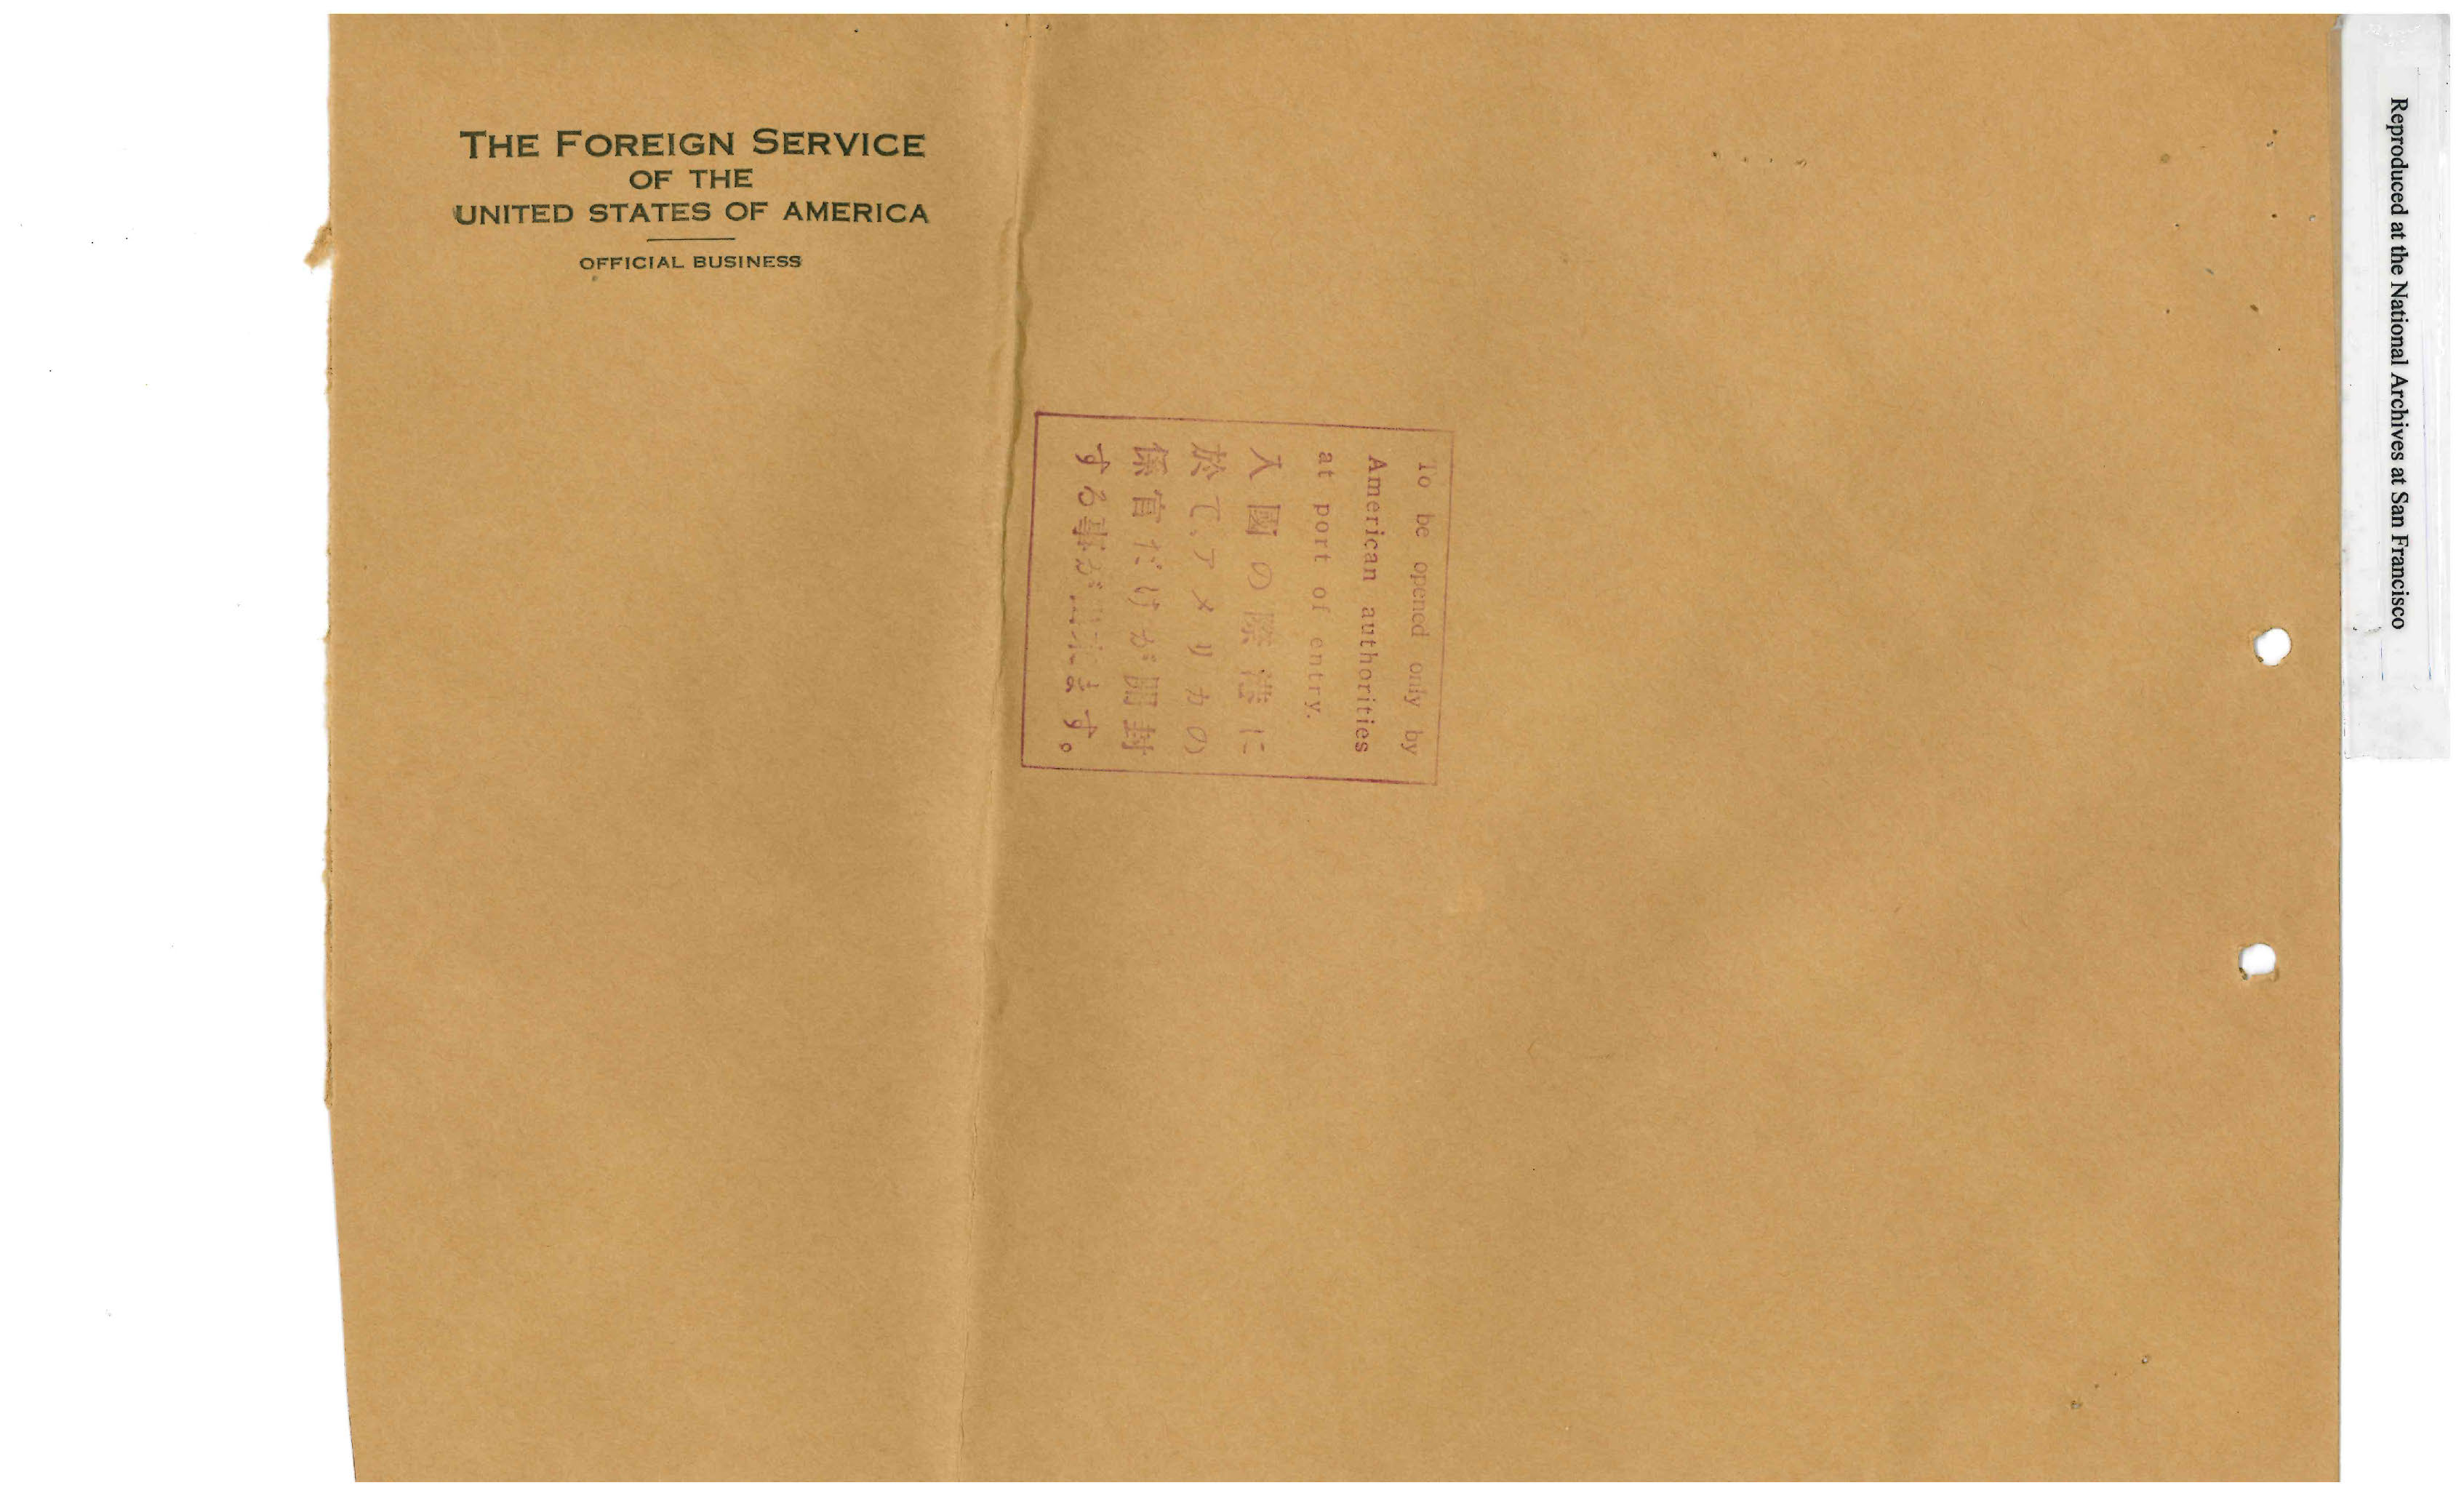 THE FOREIGN SERVICE
OF THE
UNITED STATES OF AMERICA
OFFICIAL BUSINESS
To be opened only by
American authorities
at port of entry.
入國の際港に
於て、アメリカの
係官だけが開封
する事が出来ます。
Reproduced at the National Archives at San Francisco